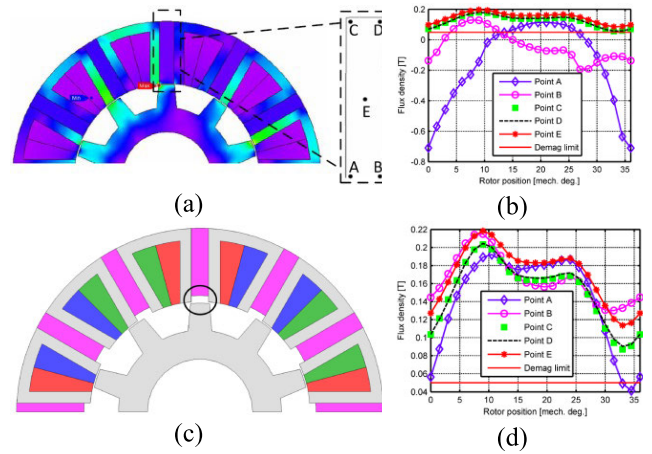 (a)
C D
E
A B
(b)
Flux density [T]
0.2
0
-0.2
-0.4
-0.6
-0.8
0 5 10 15 20 25 30 35
Rotor position [mech. deg.]
Point A
Point B
Point C
Point D
Point E
Demag limit
(c)
(d)
Flux density [T]
0.22
0.2
0.18
0.16
0.14
0.12
0.1
0.08
0.06
0.04
0 5 10 15 20 25 30 35
Rotor position [mech. deg.]
Point A
Point B
Point C
Point D
Point E
Demag limit